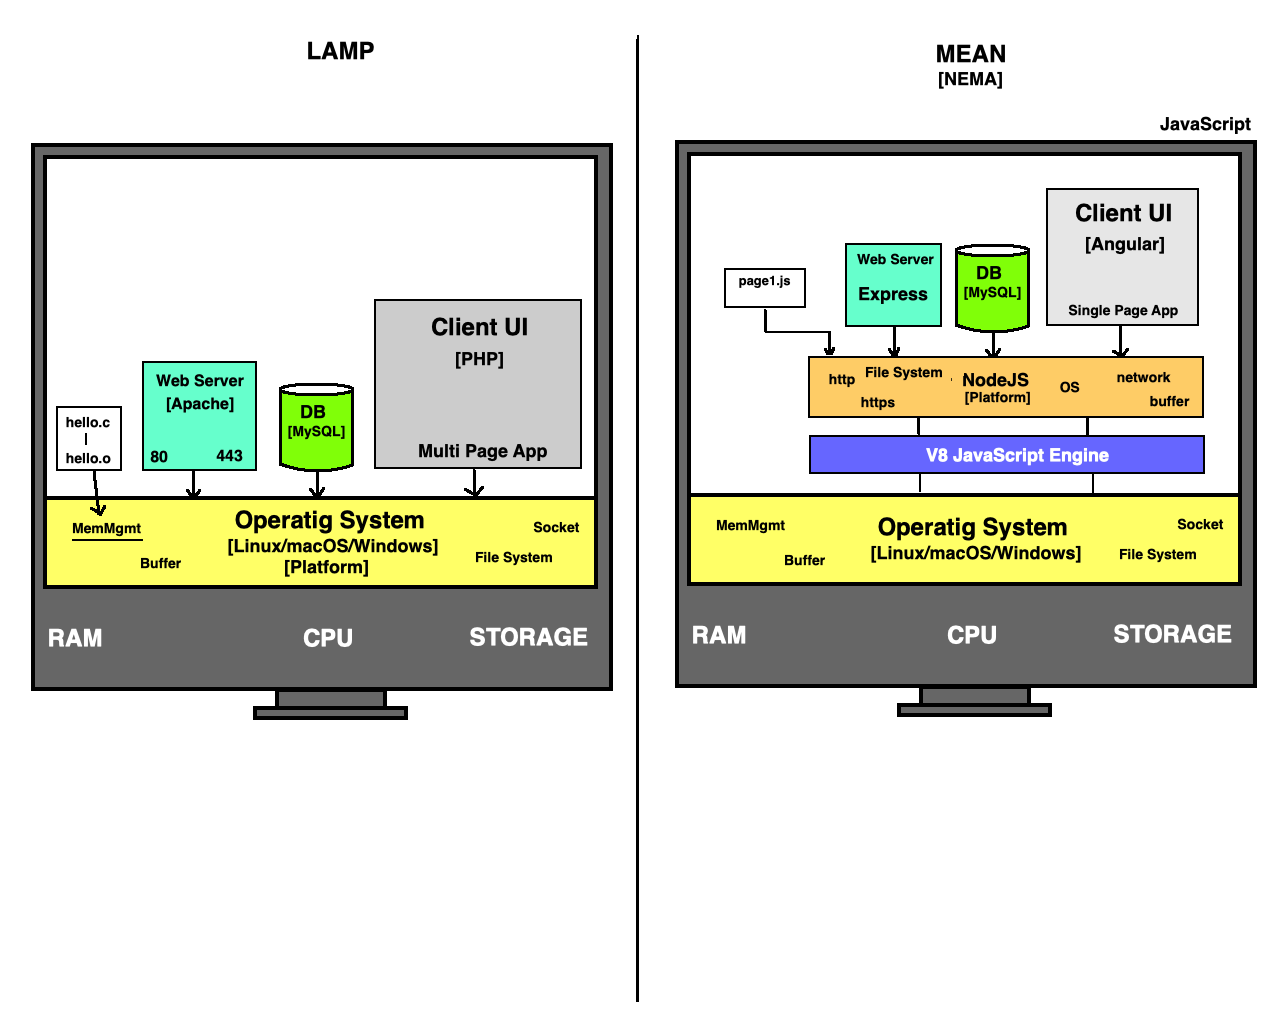 LAMP
Client UI
[PHP]
Multi Page App
Web Server
[Apache]
80 443
DB
[MySQL]
hello.c
hello.o
MemMgmt
Buffer
Operatig System
[Linux/macOS/Windows]
[Platform]
Socket
File System
RAM CPU STORAGE
MEAN
[NEMA]
JavaScript
Client UI
[Angular]
Single Page App
Web Server
Express
DB
[MySQL]
page1.js
http
File System
https
NodeJS
[Platform]
OS
network
buffer
V8 JavaScript Engine
MemMgmt
Buffer
Operatig System
[Linux/macOS/Windows]
Socket
File System
RAM CPU STORAGE